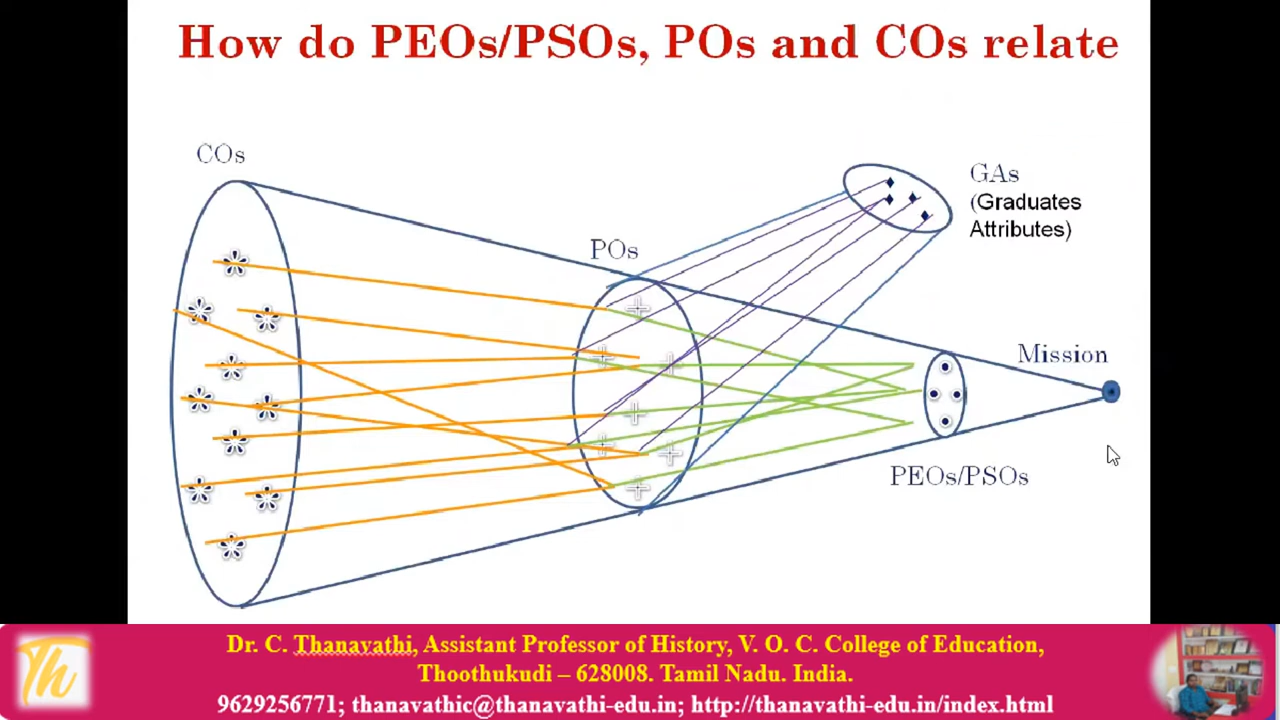 How do PEOs/PSOs, POs and COs relate
COs
GAs
(Graduates
Attributes)
POs
Mission
PEOs/PSOs
Th
Dr. C. Thanavathi, Assistant Professor of History, V. O. C. College of Education,
Thoothukudi – 628008. Tamil Nadu. India.
9629256771; thanavathic@thanavathi-edu.in; http://thanavathi-edu.in/index.html